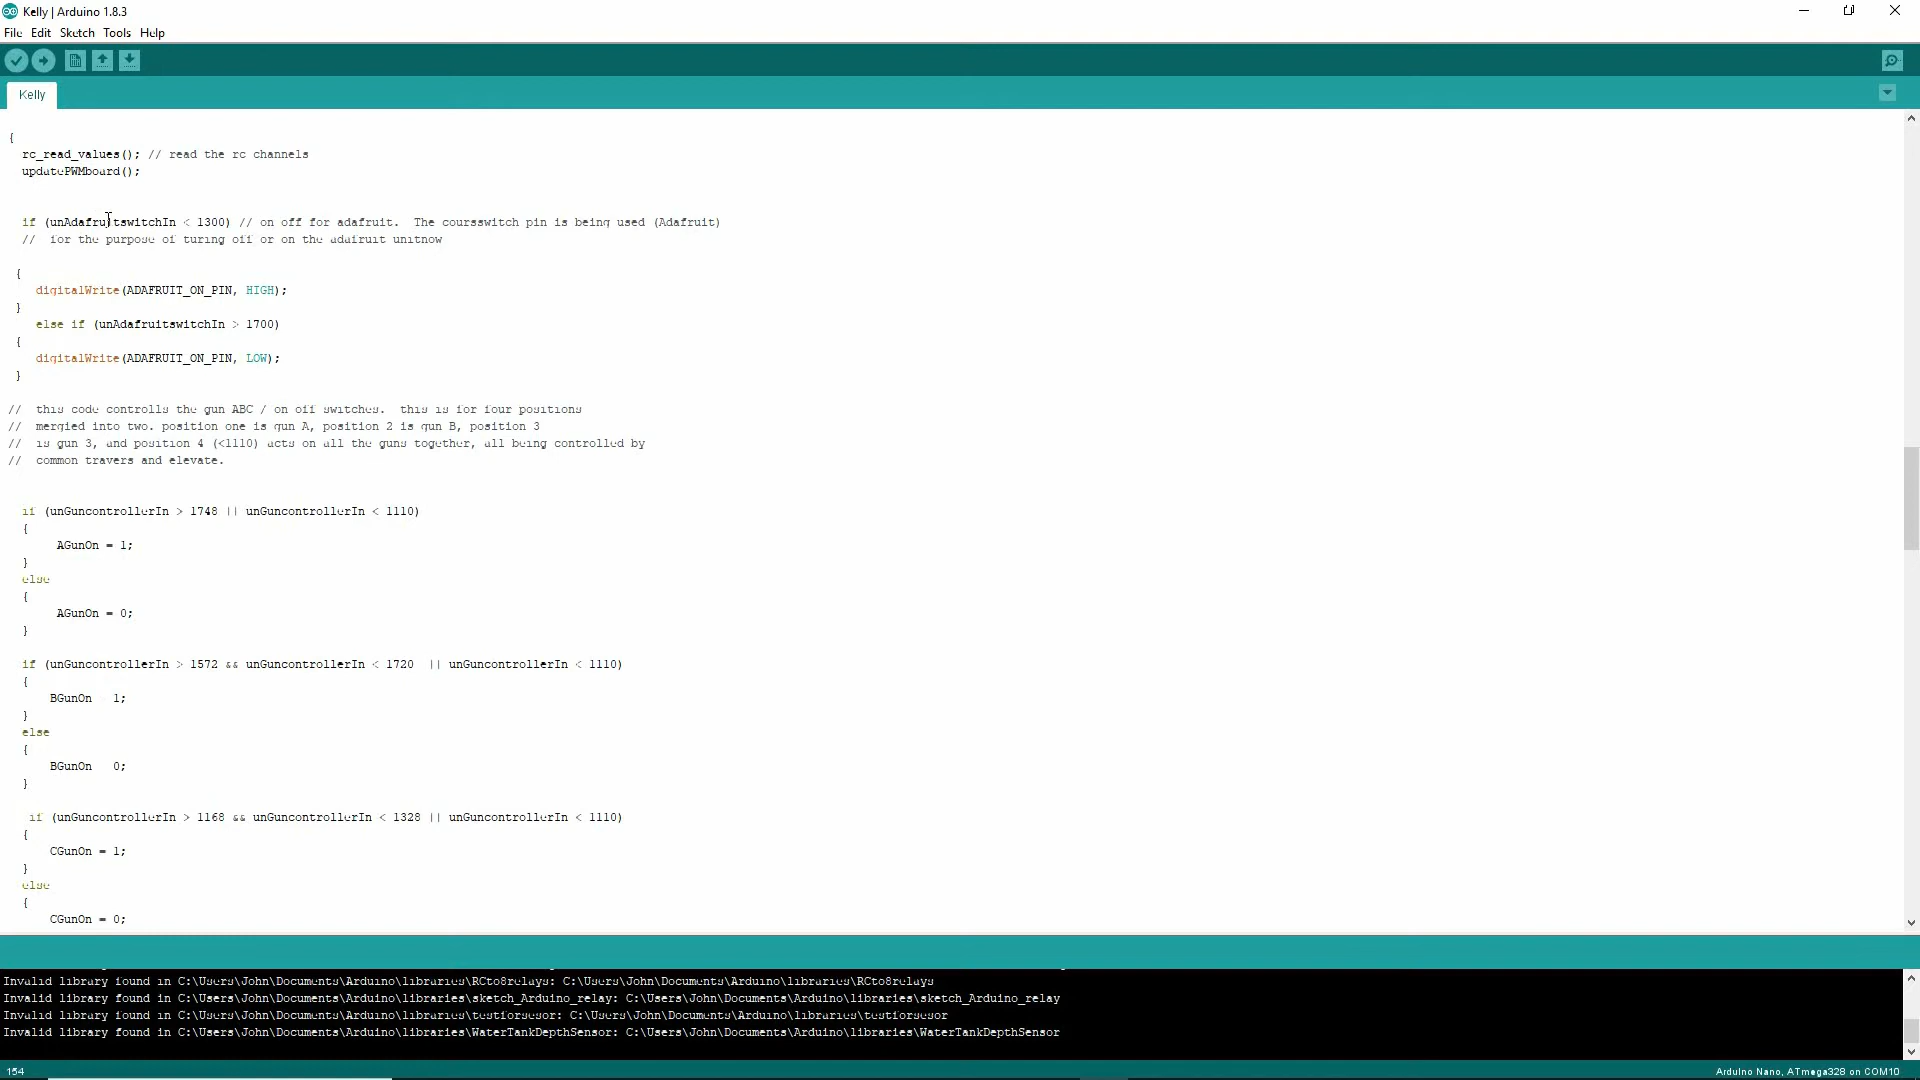 Kelly | Arduino 1.8.3
File Edit Sketch Tools Help
Kelly
{
rc_read_values(); // read the rc channels
updatePWMboard();
if (unAdafruitswitchIn < 1300) // on off for adafruit.  The coursswitch pin is being used (Adafruit)
//  for the purpose of turing off or on the adafruit unitnow
{
digitalWrite(ADAFRUIT_ON_PIN, HIGH);
}
else if (unAdafruitswitchIn > 1700)
{
digitalWrite(ADAFRUIT_ON_PIN, LOW);
}
//  this code controlls the gun ABC / on off switches.  this is for four positions
//  mergied into two. position one is gun A, position 2 is gun B, position 3
//  is gun 3, and position 4 (<1110) acts on all the guns together, all being controlled by
//  common travers and elevate.
if (unGuncontrollerIn > 1748 || unGuncontrollerIn < 1110)
{
AGunOn = 1;
}
else
{
AGunOn = 0;
}
if (unGuncontrollerIn > 1572 && unGuncontrollerIn < 1720  || unGuncontrollerIn < 1110)
{
BGunOn   1;
}
else
{
BGunOn   0;
}
if (unGuncontrollerIn > 1168 && unGuncontrollerIn < 1328 || unGuncontrollerIn < 1110)
{
CGunOn = 1;
}
else
{
CGunOn = 0;
Invalid library found in C:\Users\John\Documents\Arduino\libraries\RCto8relays: C:\Users\John\Documents\Arduino\libraries\RCto8relays
Invalid library found in C:\Users\John\Documents\Arduino\libraries\sketch_Arduino_relay: C:\Users\John\Documents\Arduino\libraries\sketch_Arduino_relay
Invalid library found in C:\Users\John\Documents\Arduino\libraries\testforsesor: C:\Users\John\Documents\Arduino\libraries\testforsesor
Invalid library found in C:\Users\John\Documents\Arduino\libraries\WaterTankDepthSensor: C:\Users\John\Documents\Arduino\libraries\WaterTankDepthSensor
154
Arduino Nano, ATmega328 on COM10